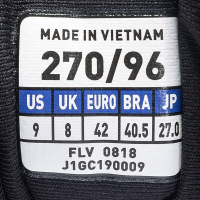 MADE IN VIETNAM
270/96
US UK EURO BRA JP
9 8 42 40.5 27.0
FLV 0818
J1GC190009